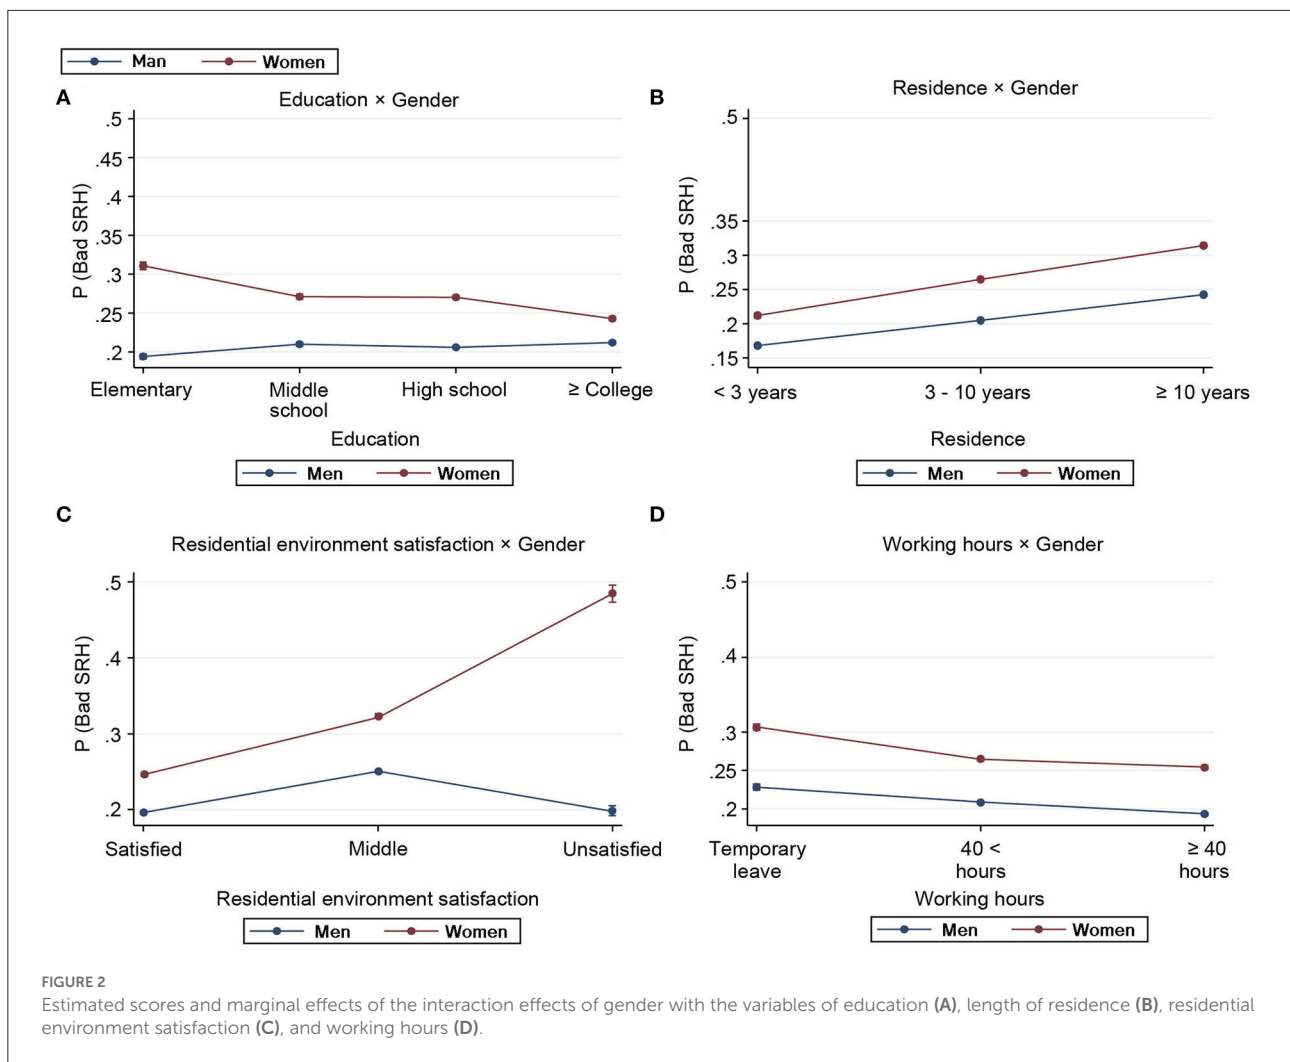 Man Women
A
Education × Gender
P (Bad SRH)
.5
.45
.4
.35
.3
.25
.2
Elementary Middle school High school ≥ College
Education
Men Women
B
Residence × Gender
P (Bad SRH)
.5
.35
.3
.25
.2
.15
< 3 years 3 - 10 years ≥ 10 years
Residence
Men Women
C
Residential environment satisfaction × Gender
P (Bad SRH)
.5
.4
.3
.2
Satisfied Middle Unsatisfied
Residential environment satisfaction
Men Women
D
Working hours × Gender
P (Bad SRH)
.5
.4
.3
.25
.2
Temporary leave 40 < hours ≥ 40 hours
Working hours
Men Women
FIGURE 2
Estimated scores and marginal effects of the interaction effects of gender with the variables of education (A), length of residence (B), residential
environment satisfaction (C), and working hours (D).